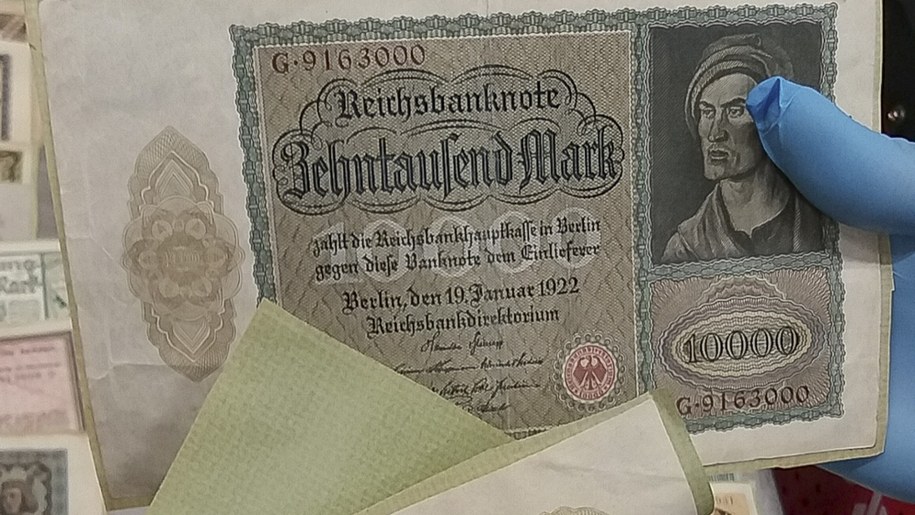 G·9163000
Reichsbanknote
Zehntausend Mark
zahlt die Reichsbankhauptkasse in Berlin
gegen diese Banknote dem Einlieferer
Berlin, den 19. Januar 1922
Reichsbankdirektorium
10000
G·9163000